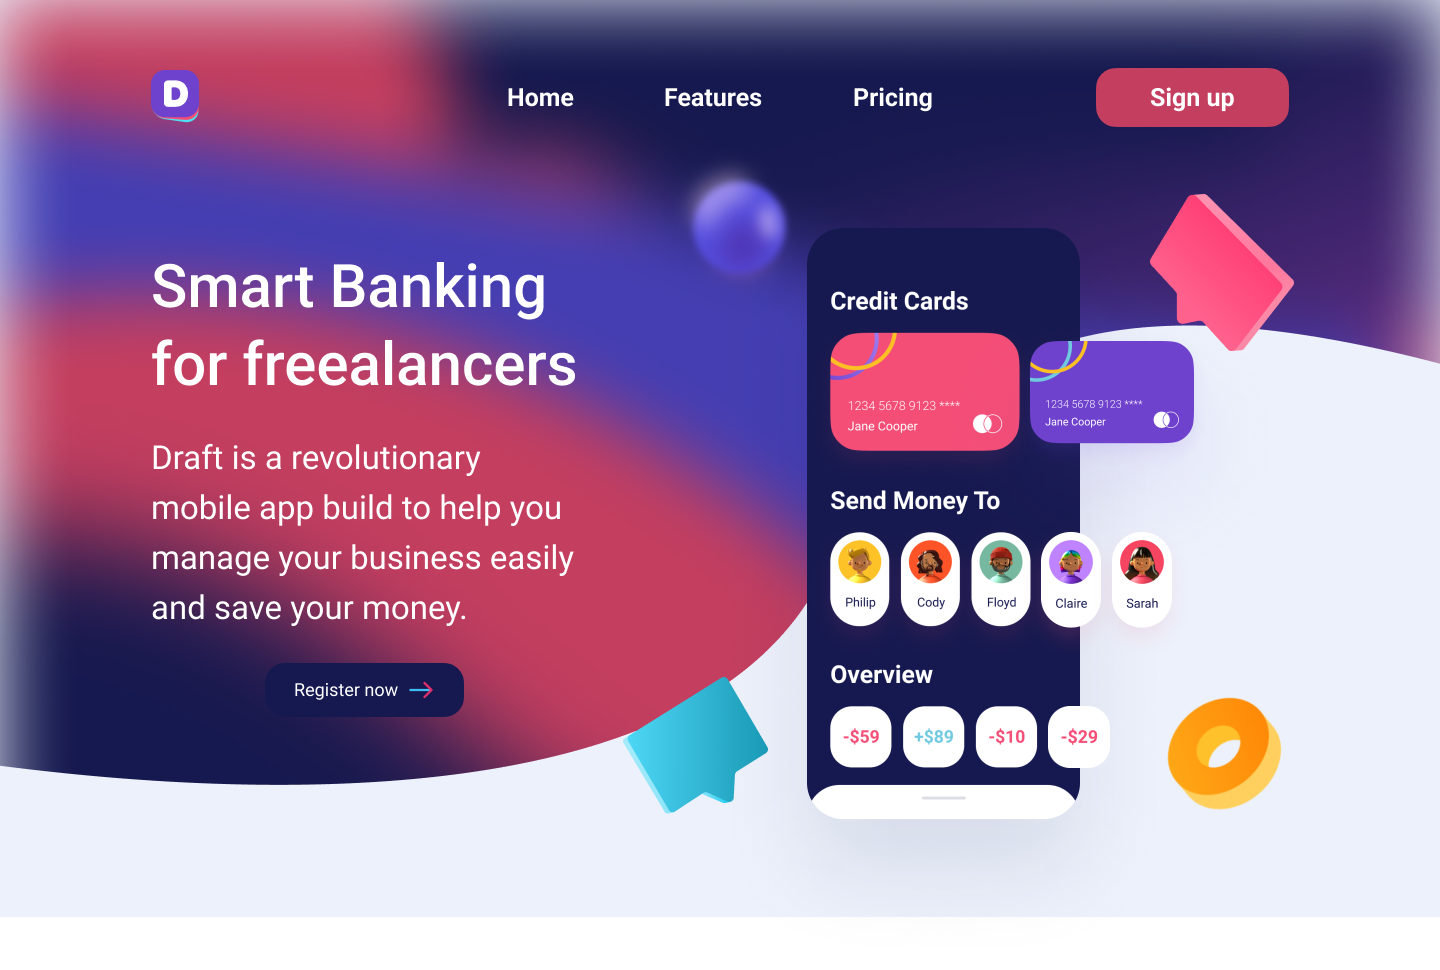 D
Home
Features
Pricing
Sign up
Smart Banking
for freealancers
Draft is a revolutionary
mobile app build to help you
manage your business easily
and save your money.
Register now
Credit Cards
1234 5678 9123 ****
Jane Cooper
1234 5678 9123 ****
Jane Cooper
Send Money To
Philip
Cody
Floyd
Claire
Sarah
Overview
-$59
+$89
-$10
-$29